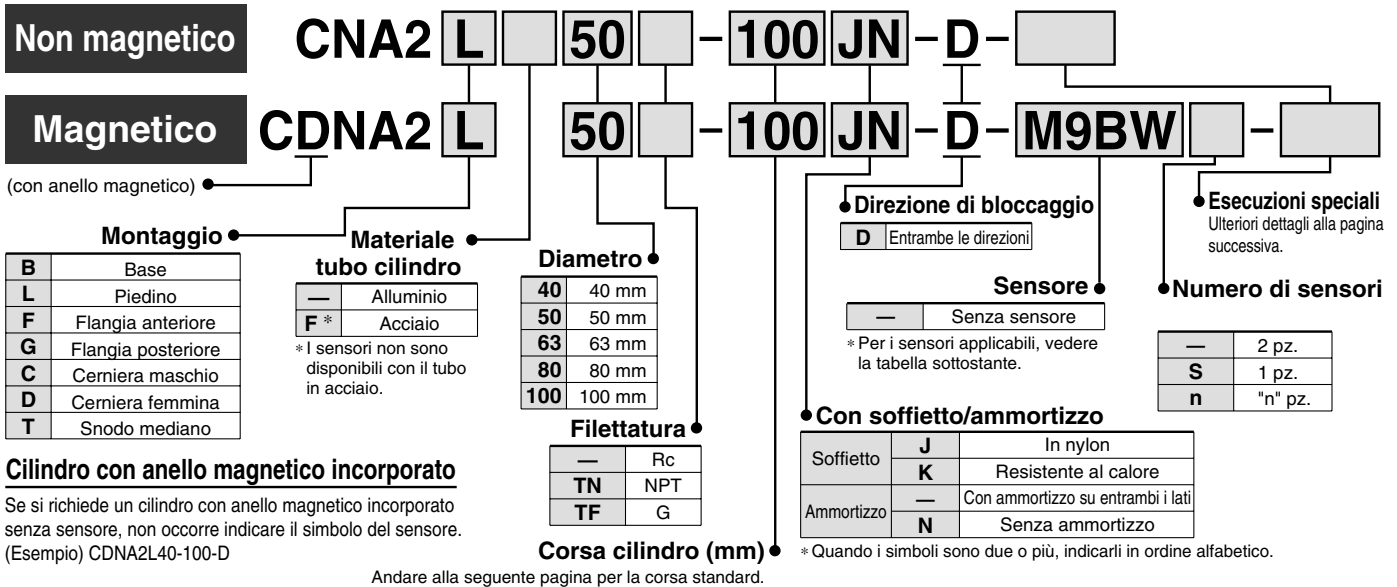 Non magnetico CNA2 L 50 -100 JN -D-
Magnetico CDNA2 L 50 -100 JN -D- M9BW -
(con anello magnetico)
Montaggio
B Base
L Piedino
F Flangia anteriore
G Flangia posteriore
C Cerniera maschio
D Cerniera femmina
T Snodo mediano
Materiale
tubo cilindro
— Alluminio
F * Acciaio
* I sensori non sono
disponibili con il tubo
in acciaio.
Diametro
40 40 mm
50 50 mm
63 63 mm
80 80 mm
100 100 mm
Filettatura
— Rc
TN NPT
TF G
Corsa cilindro (mm)
Andare alla seguente pagina per la corsa standard.
Direzione di bloccaggio
D Entrambe le direzioni
Sensore
— Senza sensore
* Per i sensori applicabili, vedere
la tabella sottostante.
Esecuzioni speciali
Ulteriori dettagli alla pagina
successiva.
Numero di sensori
— 2 pz.
S 1 pz.
n "n" pz.
Con soffietto/ammortizzo
Soffietto J In nylon
K Resistente al calore
Ammortizzo — Con ammortizzo su entrambi i lati
N Senza ammortizzo
* Quando i simboli sono due o più, indicarli in ordine alfabetico.
Cilindro con anello magnetico incorporato
Se si richiede un cilindro con anello magnetico incorporato
senza sensore, non occorre indicare il simbolo del sensore.
(Esempio) CDNA2L40-100-D